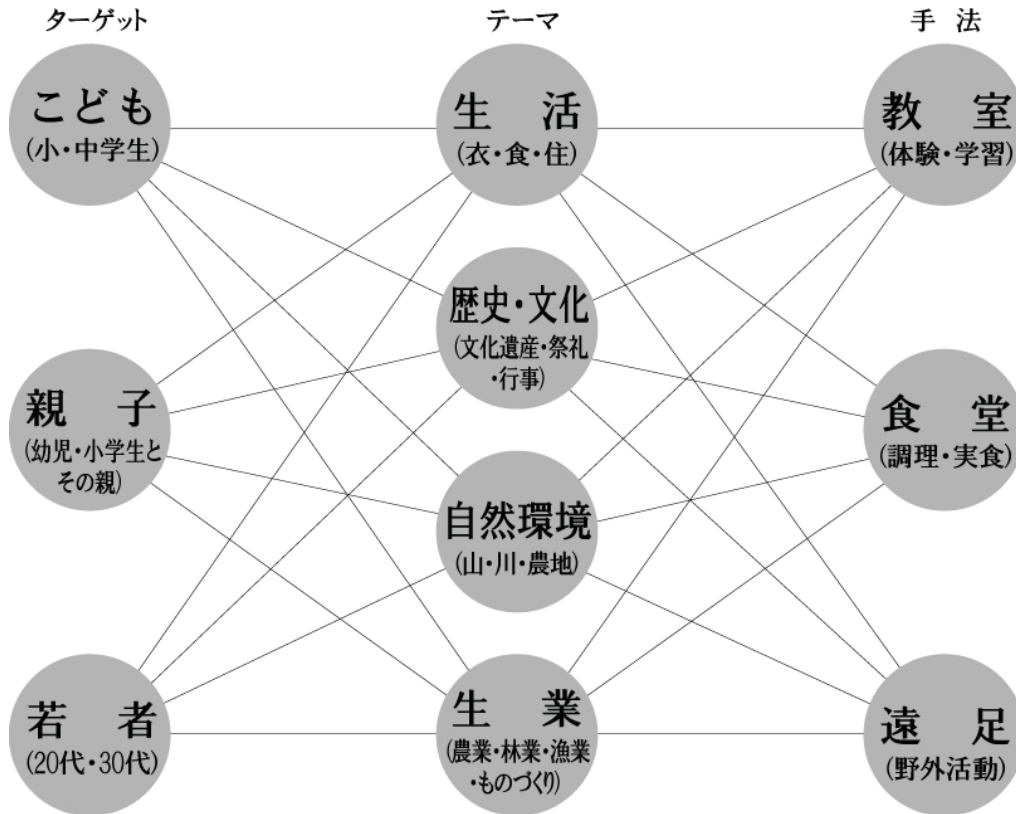 ターゲット
テーマ
手 法
こども
(小・中学生)
生 活
(衣・食・住)
教 室
(体験・学習)
歴史・文化
(文化遺産・祭礼
・行事)
親 子
(幼児・小学生と
その親)
食 堂
(調理・実食)
自然環境
(山・川・農地)
若 者
(20代・30代)
生 業
(農業・林業・漁業
・ものづくり)
遠 足
(野外活動)